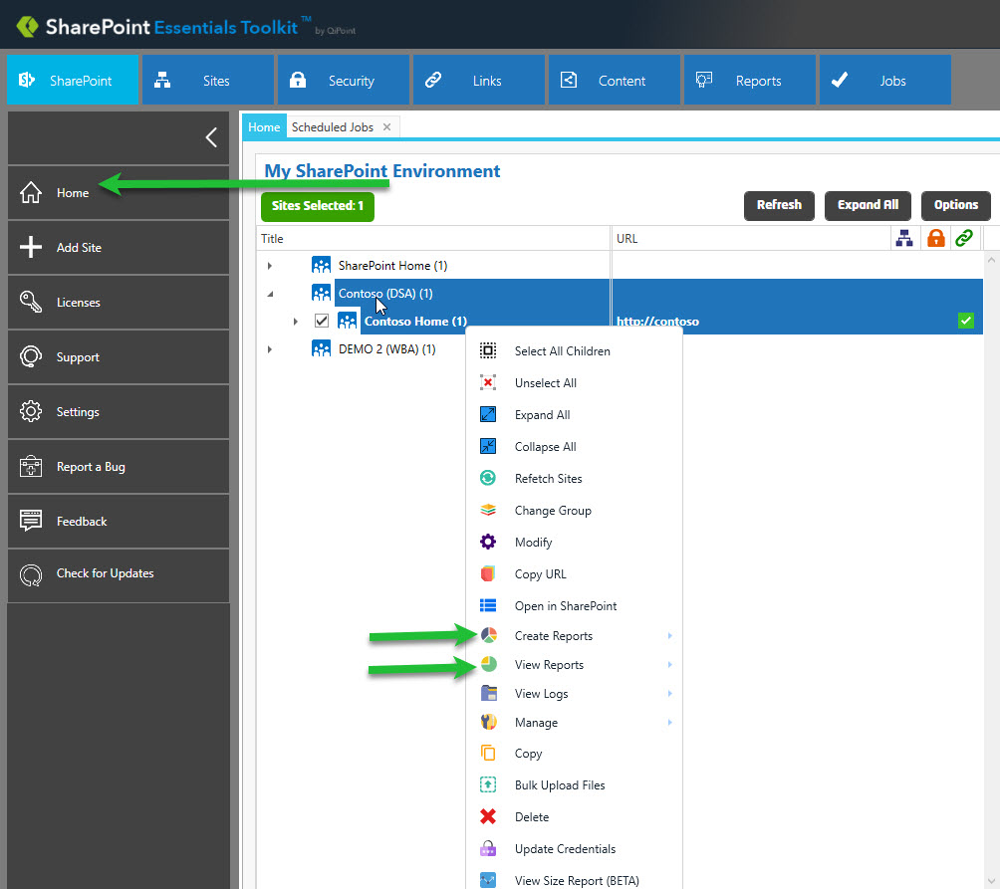 SharePoint Essentials Toolkit™ by QiPoint
SharePoint
Sites
Security
Links
Content
Reports
Jobs
Home
Add Site
Licenses
Support
Settings
Report a Bug
Feedback
Check for Updates
Home
Scheduled Jobs
My SharePoint Environment
Sites Selected: 1
Refresh
Expand All
Options
Title
URL
SharePoint Home (1)
Contoso (DSA) (1)
Contoso Home (1)
http://contoso
DEMO 2 (WBA) (1)
Select All Children
Unselect All
Expand All
Collapse All
Refetch Sites
Change Group
Modify
Copy URL
Open in SharePoint
Create Reports
View Reports
View Logs
Manage
Copy
Bulk Upload Files
Delete
Update Credentials
View Size Report (BETA)